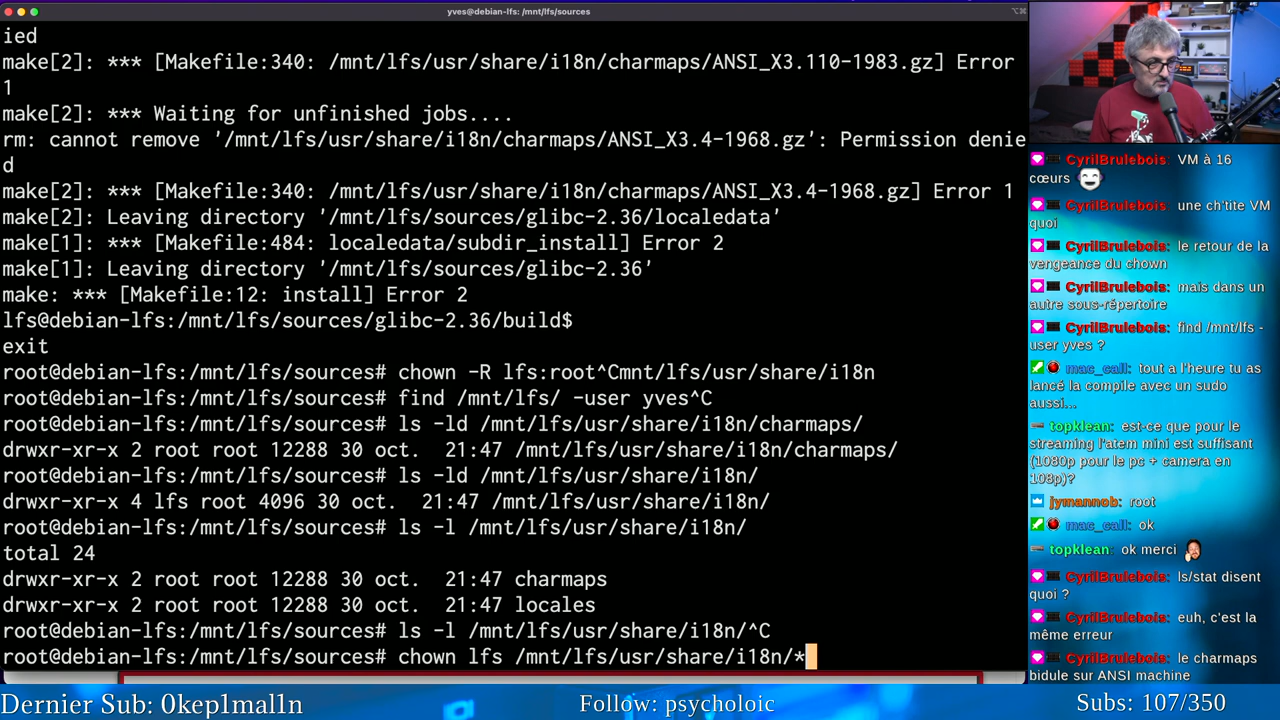 yves@debian-lfs: /mnt/lfs/sources
ied
make[2]: *** [Makefile:340: /mnt/lfs/usr/share/i18n/charmaps/ANSI_X3.110-1983.gz] Error
1
make[2]: *** Waiting for unfinished jobs....
rm: cannot remove '/mnt/lfs/usr/share/i18n/charmaps/ANSI_X3.4-1968.gz': Permission denie
d
make[2]: *** [Makefile:340: /mnt/lfs/usr/share/i18n/charmaps/ANSI_X3.4-1968.gz] Error 1
make[2]: Leaving directory '/mnt/lfs/sources/glibc-2.36/localedata'
make[1]: *** [Makefile:484: localedata/subdir_install] Error 2
make[1]: Leaving directory '/mnt/lfs/sources/glibc-2.36'
make: *** [Makefile:12: install] Error 2
lfs@debian-lfs:/mnt/lfs/sources/glibc-2.36/build$
exit
root@debian-lfs:/mnt/lfs/sources# chown -R lfs:root^Cmnt/lfs/usr/share/i18n
root@debian-lfs:/mnt/lfs/sources# find /mnt/lfs/ -user yves^C
root@debian-lfs:/mnt/lfs/sources# ls -ld /mnt/lfs/usr/share/i18n/charmaps/
drwxr-xr-x 2 root root 12288 30 oct.  21:47 /mnt/lfs/usr/share/i18n/charmaps/
root@debian-lfs:/mnt/lfs/sources# ls -ld /mnt/lfs/usr/share/i18n/
drwxr-xr-x 4 lfs root 4096 30 oct.  21:47 /mnt/lfs/usr/share/i18n/
root@debian-lfs:/mnt/lfs/sources# ls -l /mnt/lfs/usr/share/i18n/
total 24
drwxr-xr-x 2 root root 12288 30 oct.  21:47 charmaps
drwxr-xr-x 2 root root 12288 30 oct.  21:47 locales
root@debian-lfs:/mnt/lfs/sources# ls -l /mnt/lfs/usr/share/i18n/^C
root@debian-lfs:/mnt/lfs/sources# chown lfs /mnt/lfs/usr/share/i18n/*
CyrilBrulebois: VM à 16
cœurs
CyrilBrulebois: une ch'tite VM
quoi
CyrilBrulebois: le retour de la
vengeance du chown
CyrilBrulebois: mais dans un
autre sous-répertoire
CyrilBrulebois: find /mnt/lfs -
user yves ?
mac_call: tout a l'heure tu as
lancé la compile avec un sudo
aussi...
topklean: est-ce que pour le
streaming l'atem mini est suffisant
(1080p pour le pc + camera en
108p)?
jymannob: root
mac_call: ok
topklean: ok merci
CyrilBrulebois: ls/stat disent
quoi ?
CyrilBrulebois: euh, c'est la
même erreur
CyrilBrulebois: le charmaps
bidule sur ANSI machine
Dernier Sub: 0kep1mal1n
Follow: psycholoic
Subs: 107/350